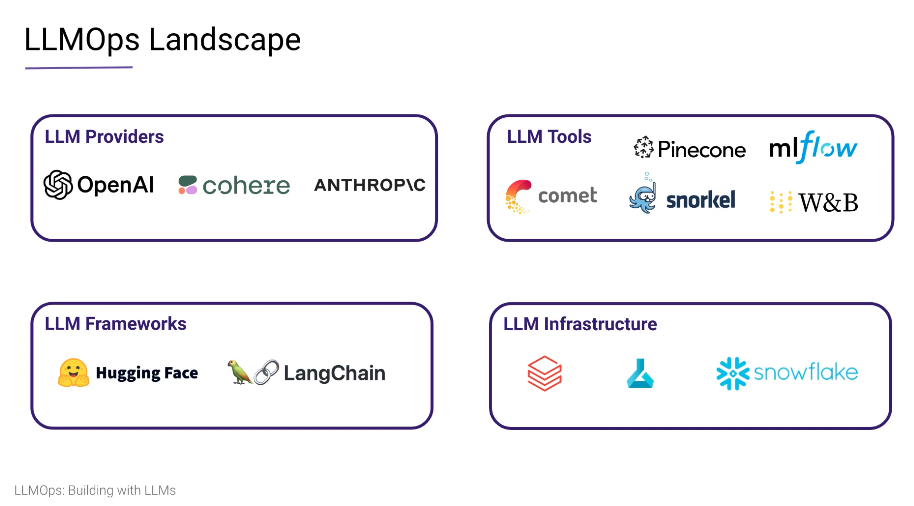 LLMOps Landscape
LLM Providers
OpenAI cohere ANTHROP\C
LLM Tools
Pinecone mlflow
comet snorkel W&B
LLM Frameworks
Hugging Face LangChain
LLM Infrastructure
snowflake
LLMOps: Building with LLMs